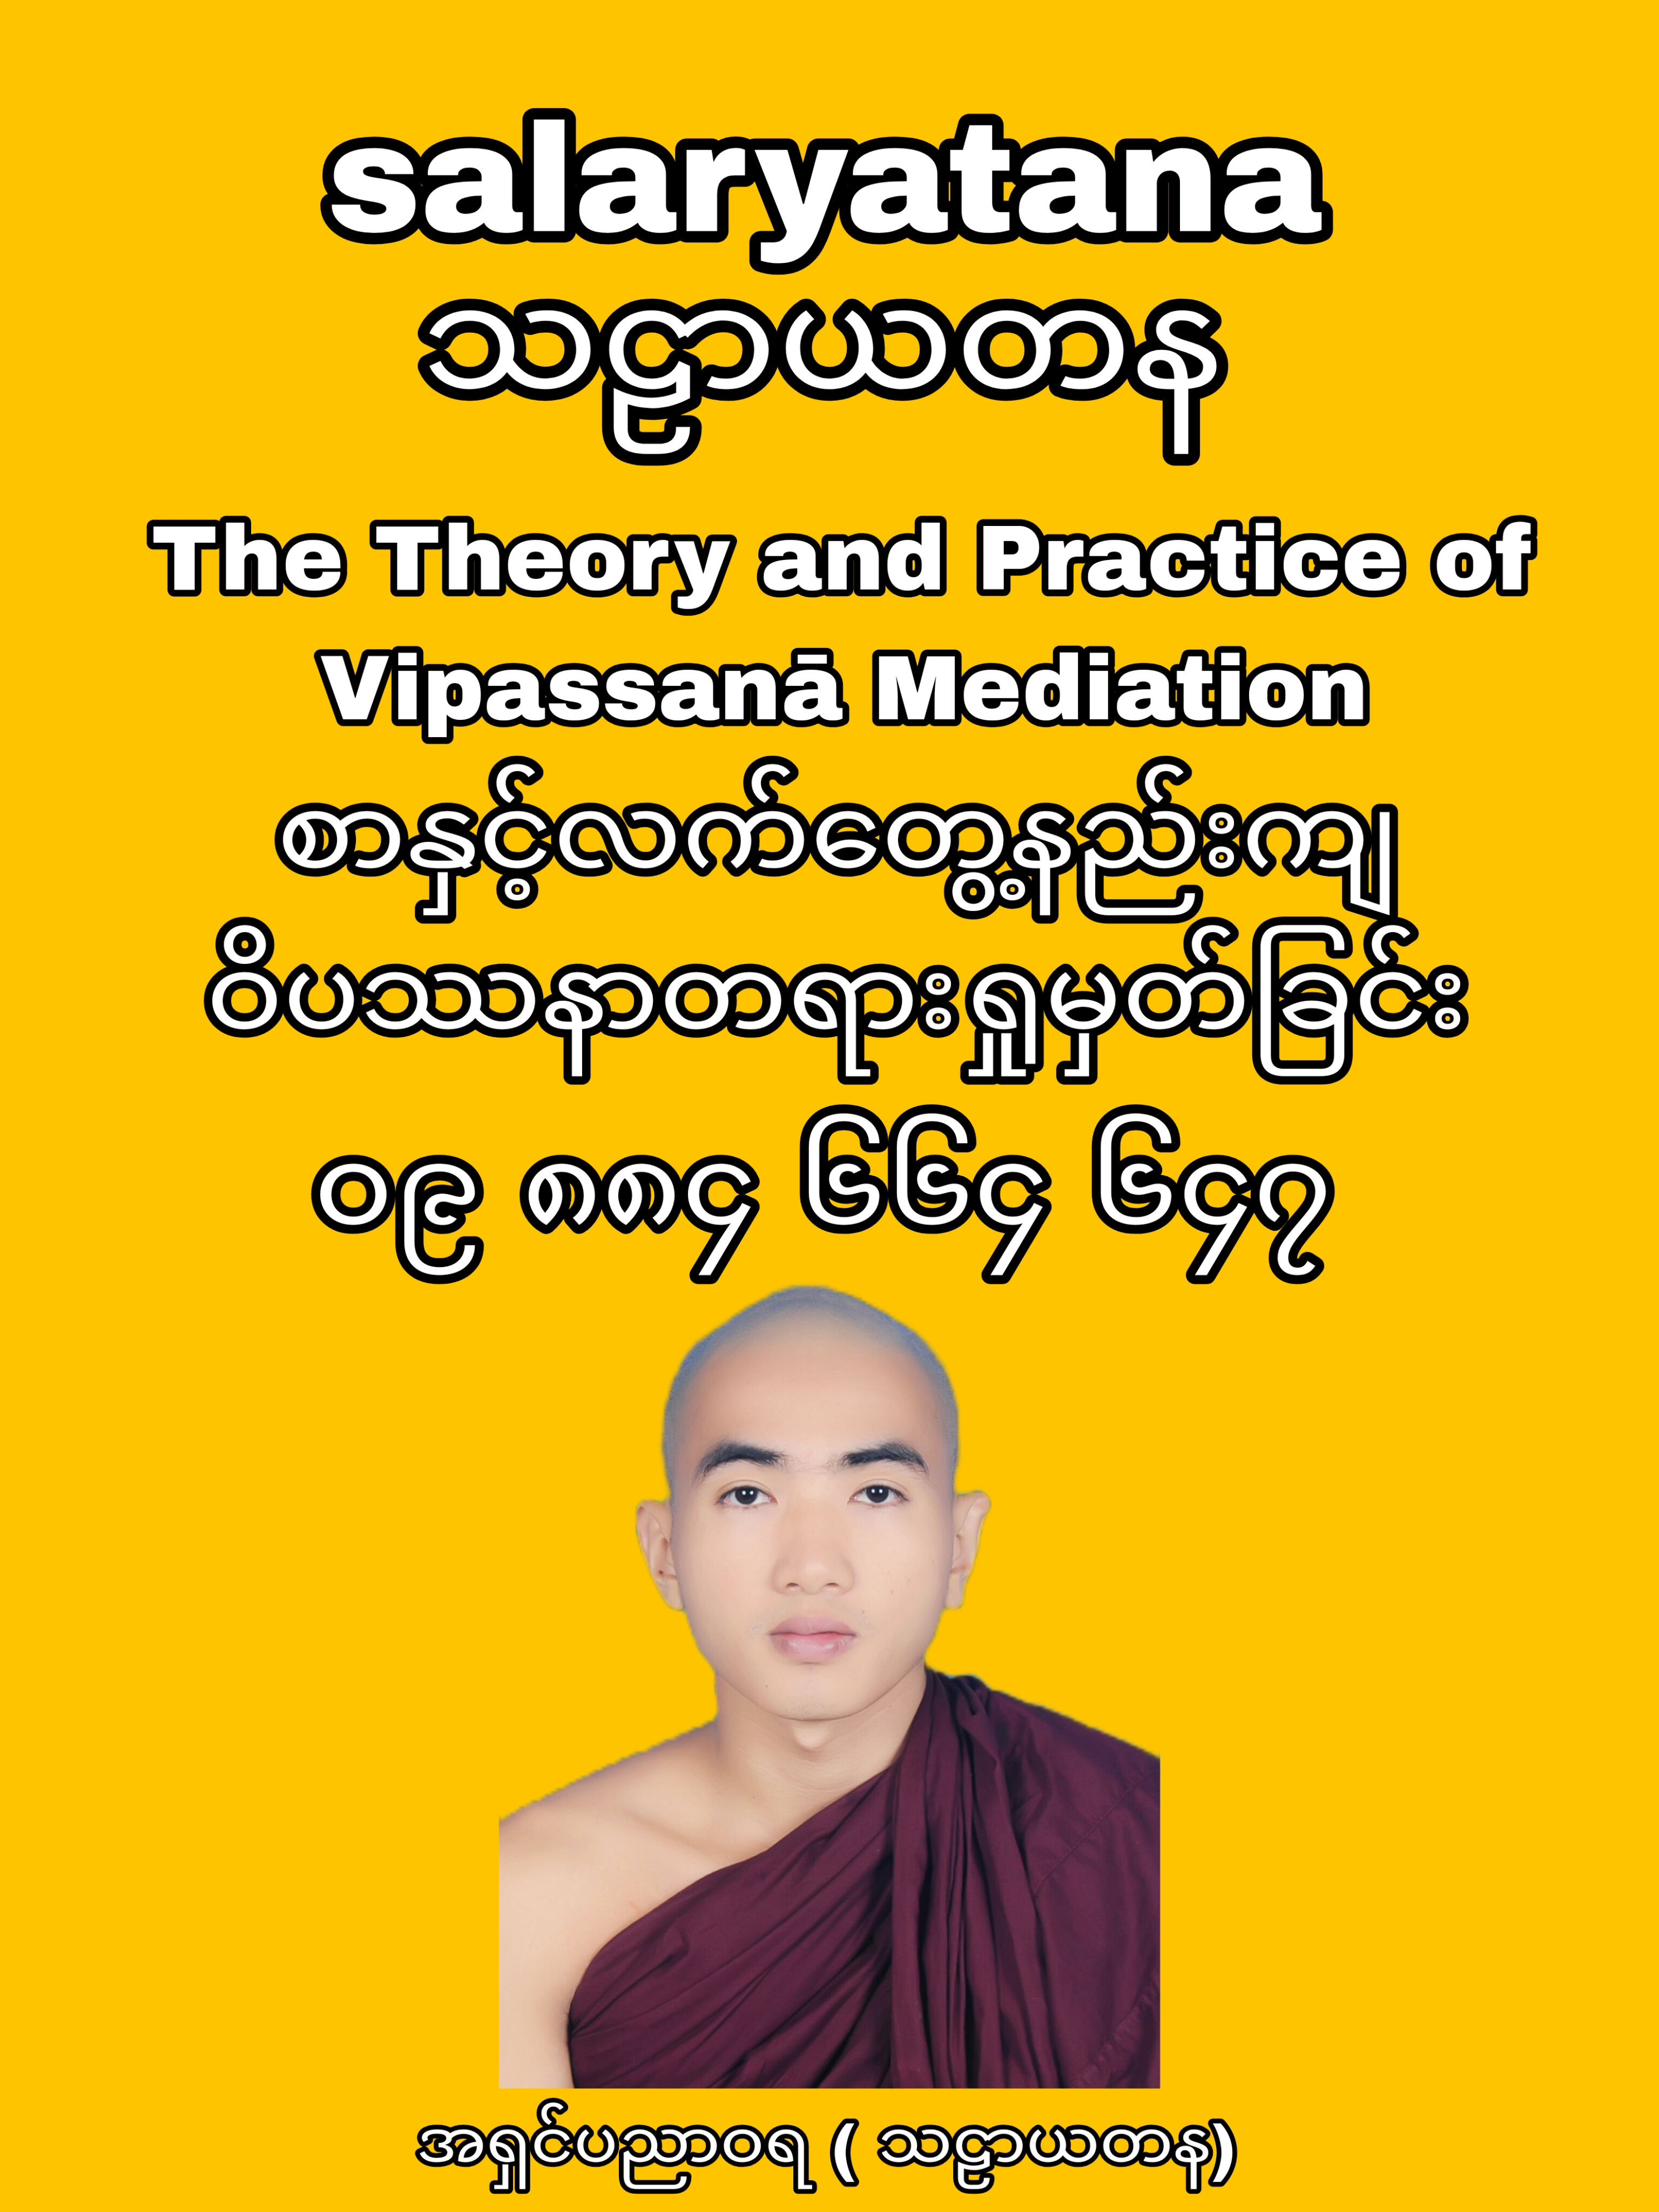 salaryatana
သဠာယတန
The Theory and Practice of
Vipassanā Mediation
စာနှင့်လက်တွေ့နည်းကျ
ဝိပဿနာတရားရှုမှတ်ခြင်း
၀၉ ၈၈၄ ၆၆၄ ၆၄၇
အရှင်ပညာဝရ ( သဠာယတန)